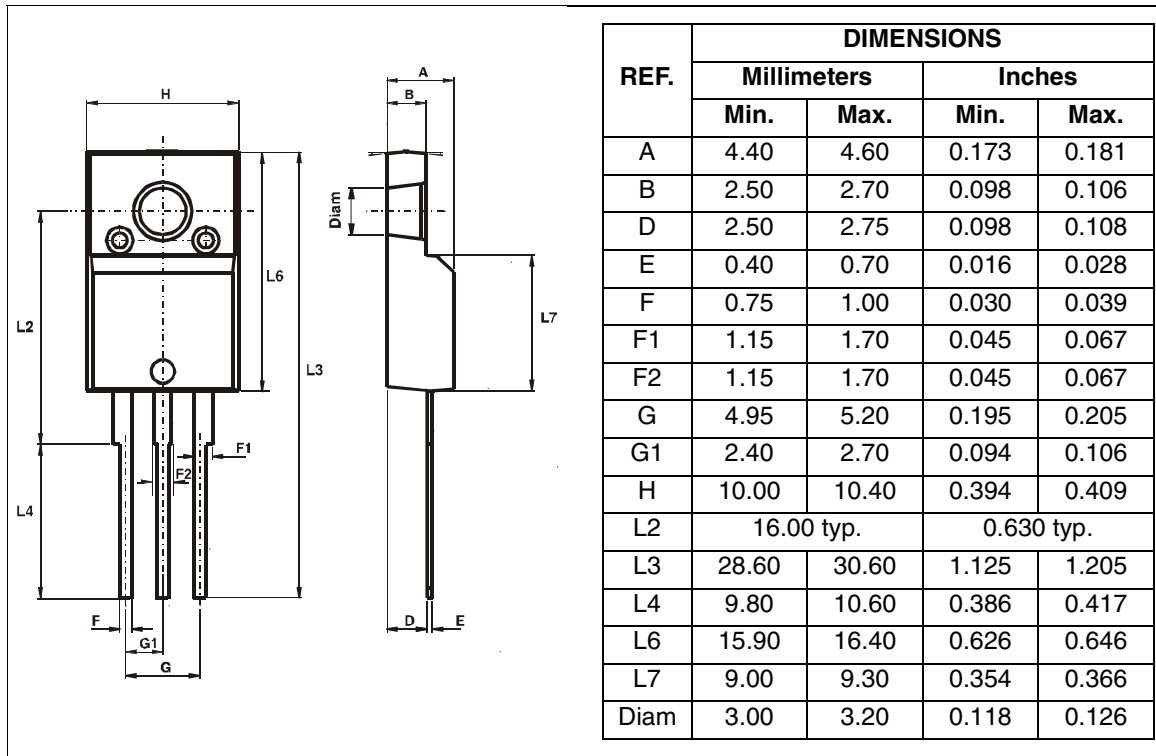 A
B
H
Diam
L6
L2
L7
L3
F1
F2
L4
F
D
E
G1
G
REF.
DIMENSIONS
Millimeters Inches
Min. Max. Min. Max.
A 4.40 4.60 0.173 0.181
B 2.50 2.70 0.098 0.106
D 2.50 2.75 0.098 0.108
E 0.40 0.70 0.016 0.028
F 0.75 1.00 0.030 0.039
F1 1.15 1.70 0.045 0.067
F2 1.15 1.70 0.045 0.067
G 4.95 5.20 0.195 0.205
G1 2.40 2.70 0.094 0.106
H 10.00 10.40 0.394 0.409
L2 16.00 typ. 0.630 typ.
L3 28.60 30.60 1.125 1.205
L4 9.80 10.60 0.386 0.417
L6 15.90 16.40 0.626 0.646
L7 9.00 9.30 0.354 0.366
Diam 3.00 3.20 0.118 0.126